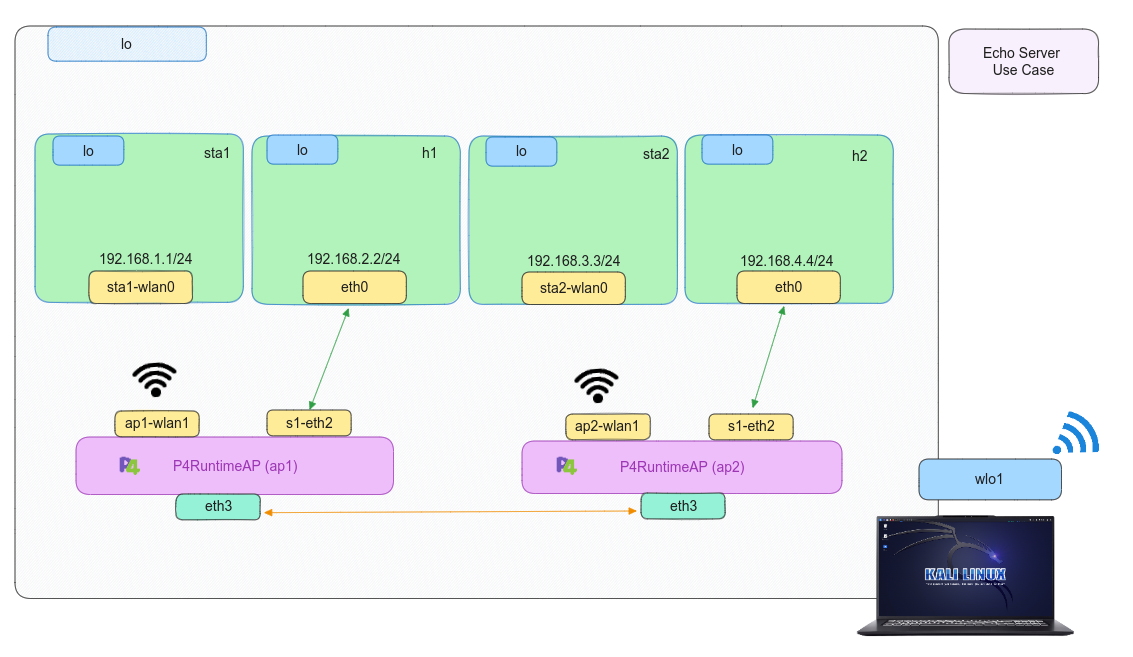 lo
Echo Server
Use Case
lo
sta1
lo
h1
lo
sta2
lo
h2
192.168.1.1/24
192.168.2.2/24
192.168.3.3/24
192.168.4.4/24
sta1-wlan0
eth0
sta2-wlan0
eth0
ap1-wlan1
s1-eth2
ap2-wlan1
s1-eth2
P4
P4RuntimeAP (ap1)
P4
P4RuntimeAP (ap2)
wlo1
eth3
eth3
KALI LINUX